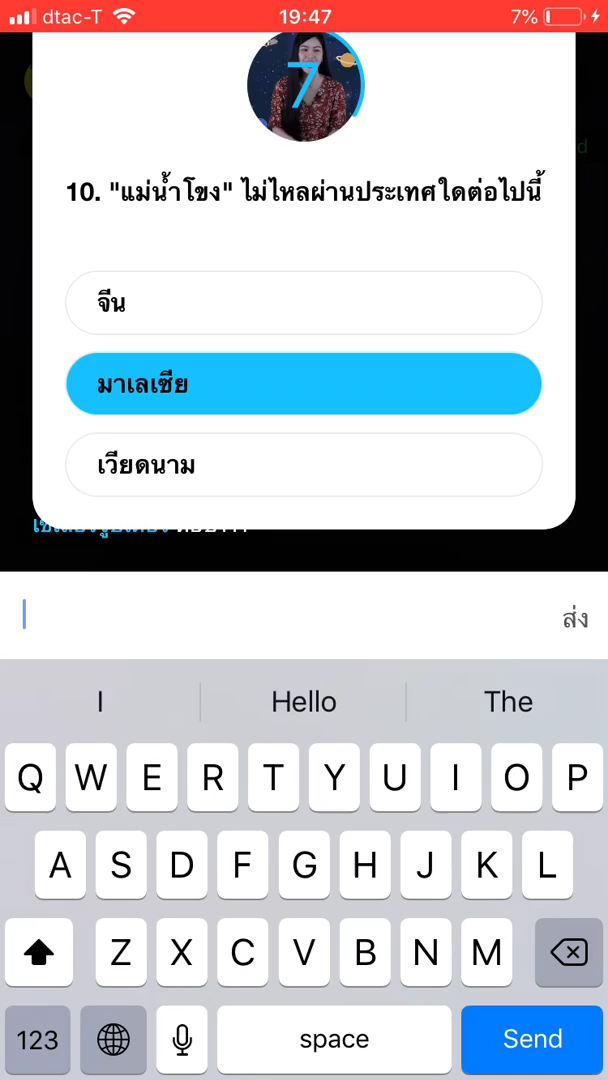 dtac-T 19:47 7%
7
10. "แม่น้ำโขง" ไม่ไหลผ่านประเทศใดต่อไปนี้
จีน
มาเลเซีย
เวียดนาม
ส่ง
I Hello The
Q W E R T Y U I O P
A S D F G H J K L
Z X C V B N M
123 space Send